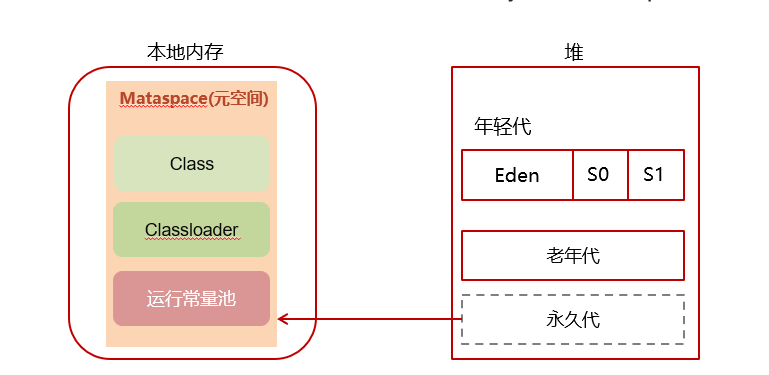 本地内存
Mataspace(元空间)
Class
Classloader
运行常量池
堆
年轻代
Eden
S0
S1
老年代
永久代